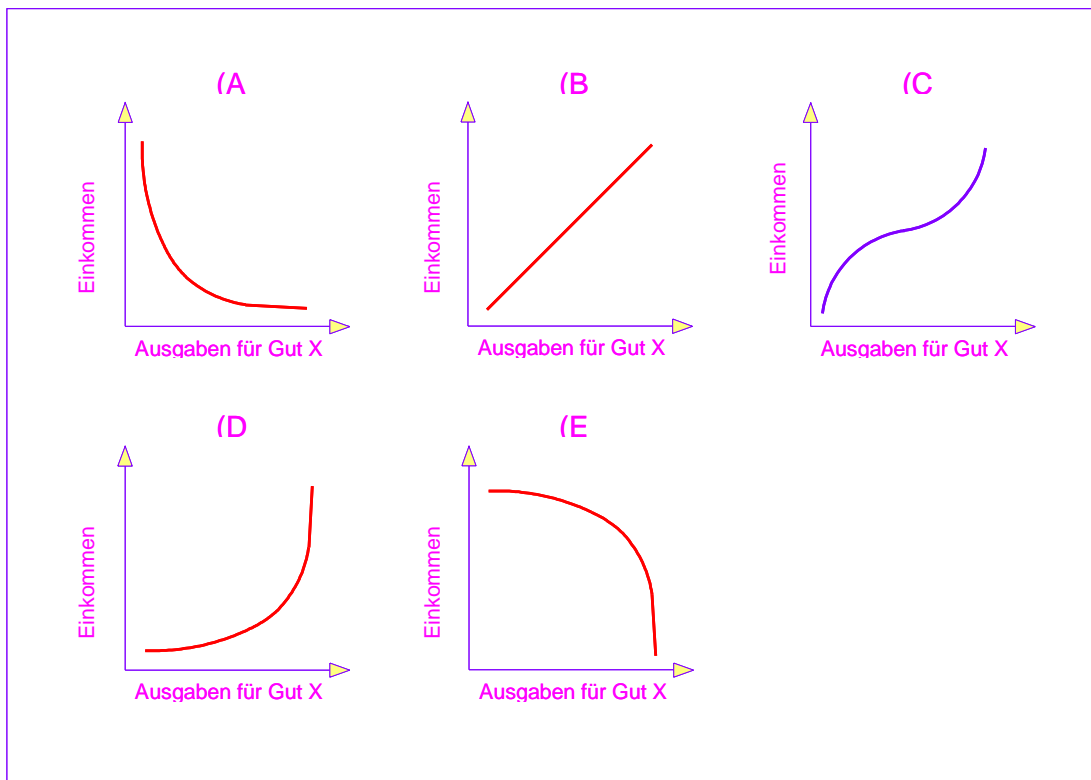 (A
(B
(C
Einkommen
Einkommen
Einkommen
Ausgaben für Gut X
Ausgaben für Gut X
Ausgaben für Gut X
(D
(E
Einkommen
Einkommen
Ausgaben für Gut X
Ausgaben für Gut X